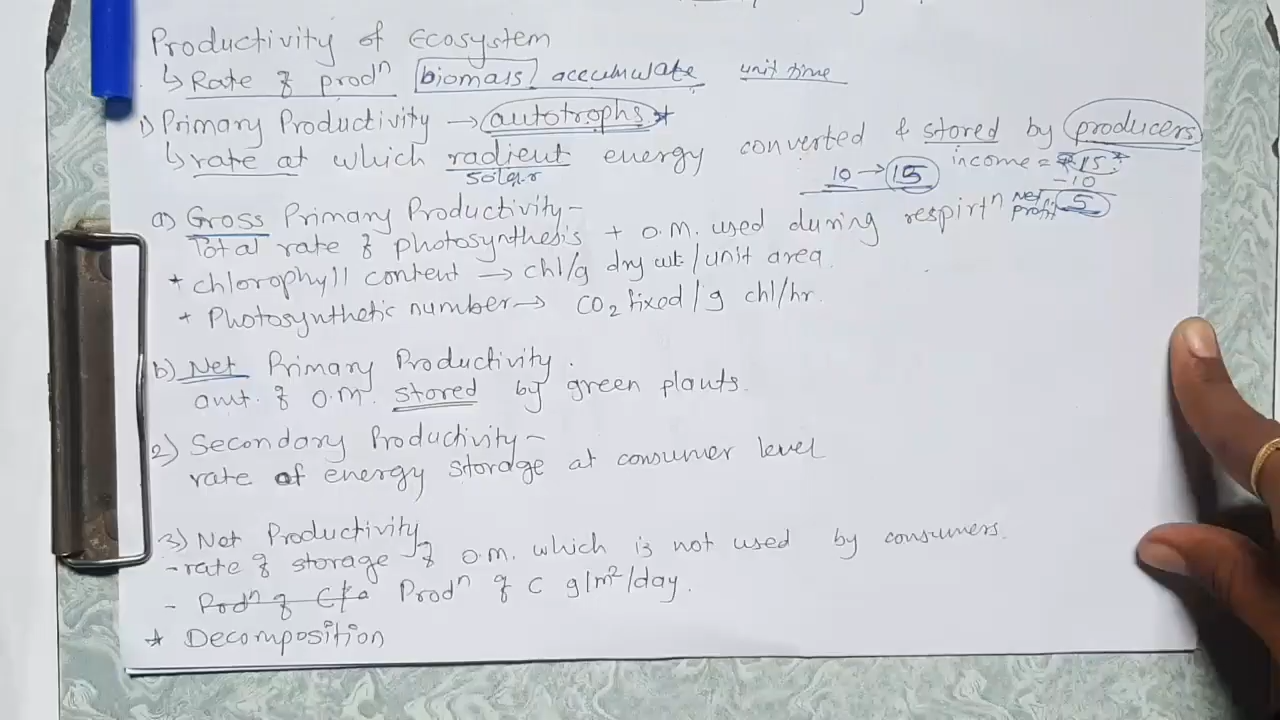 Productivity of Ecosystem
↳ Rate of prodⁿ biomass accumulate unit time
1) Primary Productivity → autotrophs *
↳ rate at which radient energy converted & stored by producers
solar
10 → 15
income = 15
-10
Net profit 5
a) Gross Primary Productivity-
Total rate of photosynthesis + O.M. used during respirtⁿ
* chlorophyll content → chl/g dry wt/unit area.
* Photosynthetic number → CO₂ fixed/g chl/hr.
b) Net Primary Productivity.
amt. of O.M. stored by green plants.
2) Secondary Productivity-
rate of energy storage at consumer level
3) Net Productivity
- rate of storage of O.M. which is not used by consumers.
- Prodⁿ of C g/m²/day.
* Decomposition